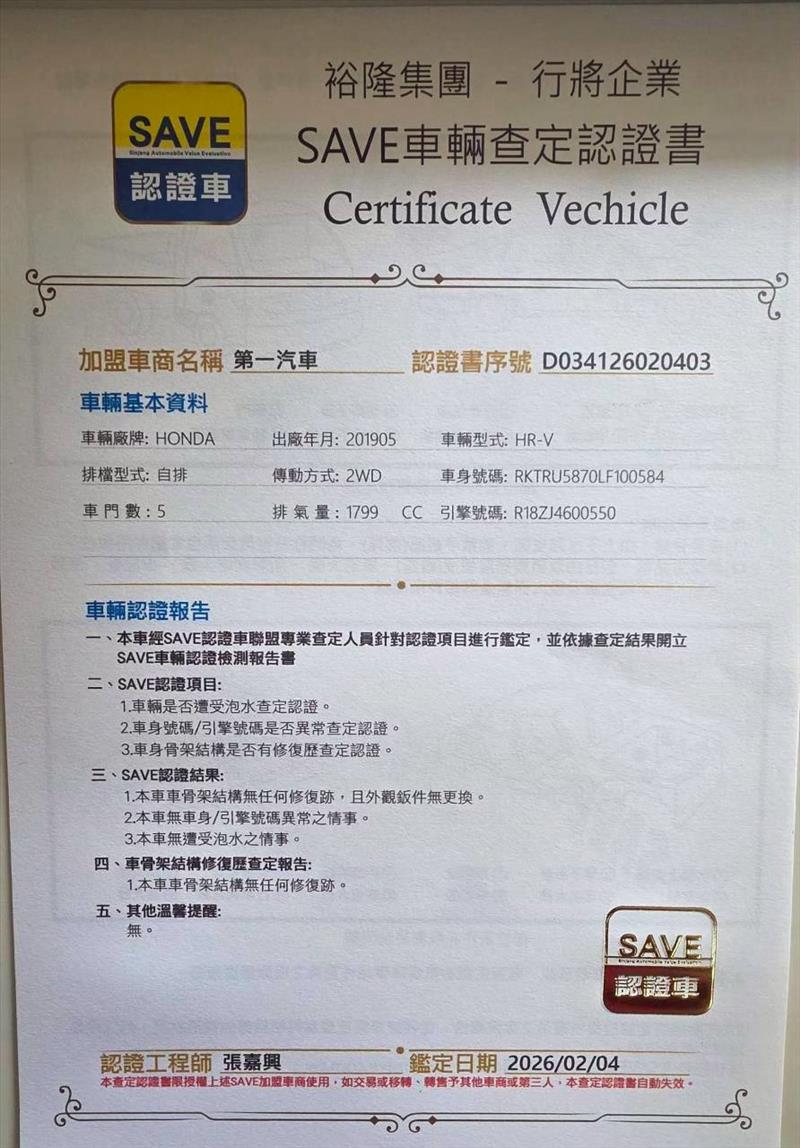 裕隆集團 - 行將企業
SAVE
Sinjang Automobile Value Evaluation
認證車
SAVE車輛查定認證書
Certificate Vechicle
加盟車商名稱 第一汽車 認證書序號 D034126020403
車輛基本資料
車輛廠牌: HONDA 出廠年月: 201905 車輛型式: HR-V
排檔型式: 自排 傳動方式: 2WD 車身號碼: RKTRU5870LF100584
車門數: 5 排氣量: 1799 CC 引擎號碼: R18ZJ4600550
車輛認證報告
一、本車經SAVE認證車聯盟專業查定人員針對認證項目進行鑑定，並依據查定結果開立
SAVE車輛認證檢測報告書
二、SAVE認證項目:
1.車輛是否遭受泡水查定認證。
2.車身號碼/引擎號碼是否異常查定認證。
3.車身骨架結構是否有修復歷查定認證。
三、SAVE認證結果:
1.本車車骨架結構無任何修復跡，且外觀鈑件無更換。
2.本車無車身/引擎號碼異常之情事。
3.本車無遭受泡水之情事。
四、車骨架結構修復歷查定報告:
1.本車車骨架結構無任何修復跡。
五、其他溫馨提醒:
無。
SAVE
Sinjang Automobile Value Evaluation
認證車
認證工程師 張嘉興 鑑定日期 2026/02/04
本查定認證書限授權上述SAVE加盟車商使用，如交易或移轉、轉售予其他車商或第三人，本查定認證書自動失效。